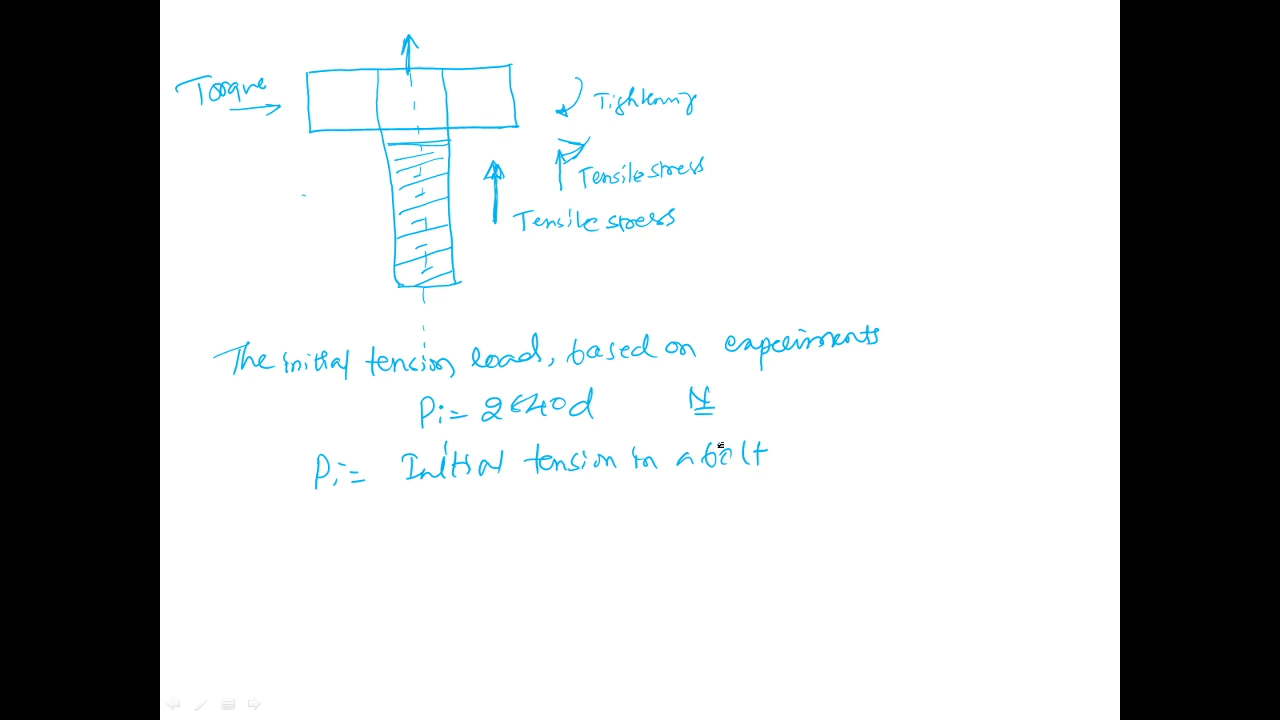 Torque
Tightening
Tensile stress
Tensile stress
The initial tension load, based on experiments
Pi = 2840d N
Pi = Initial tension in a bolt